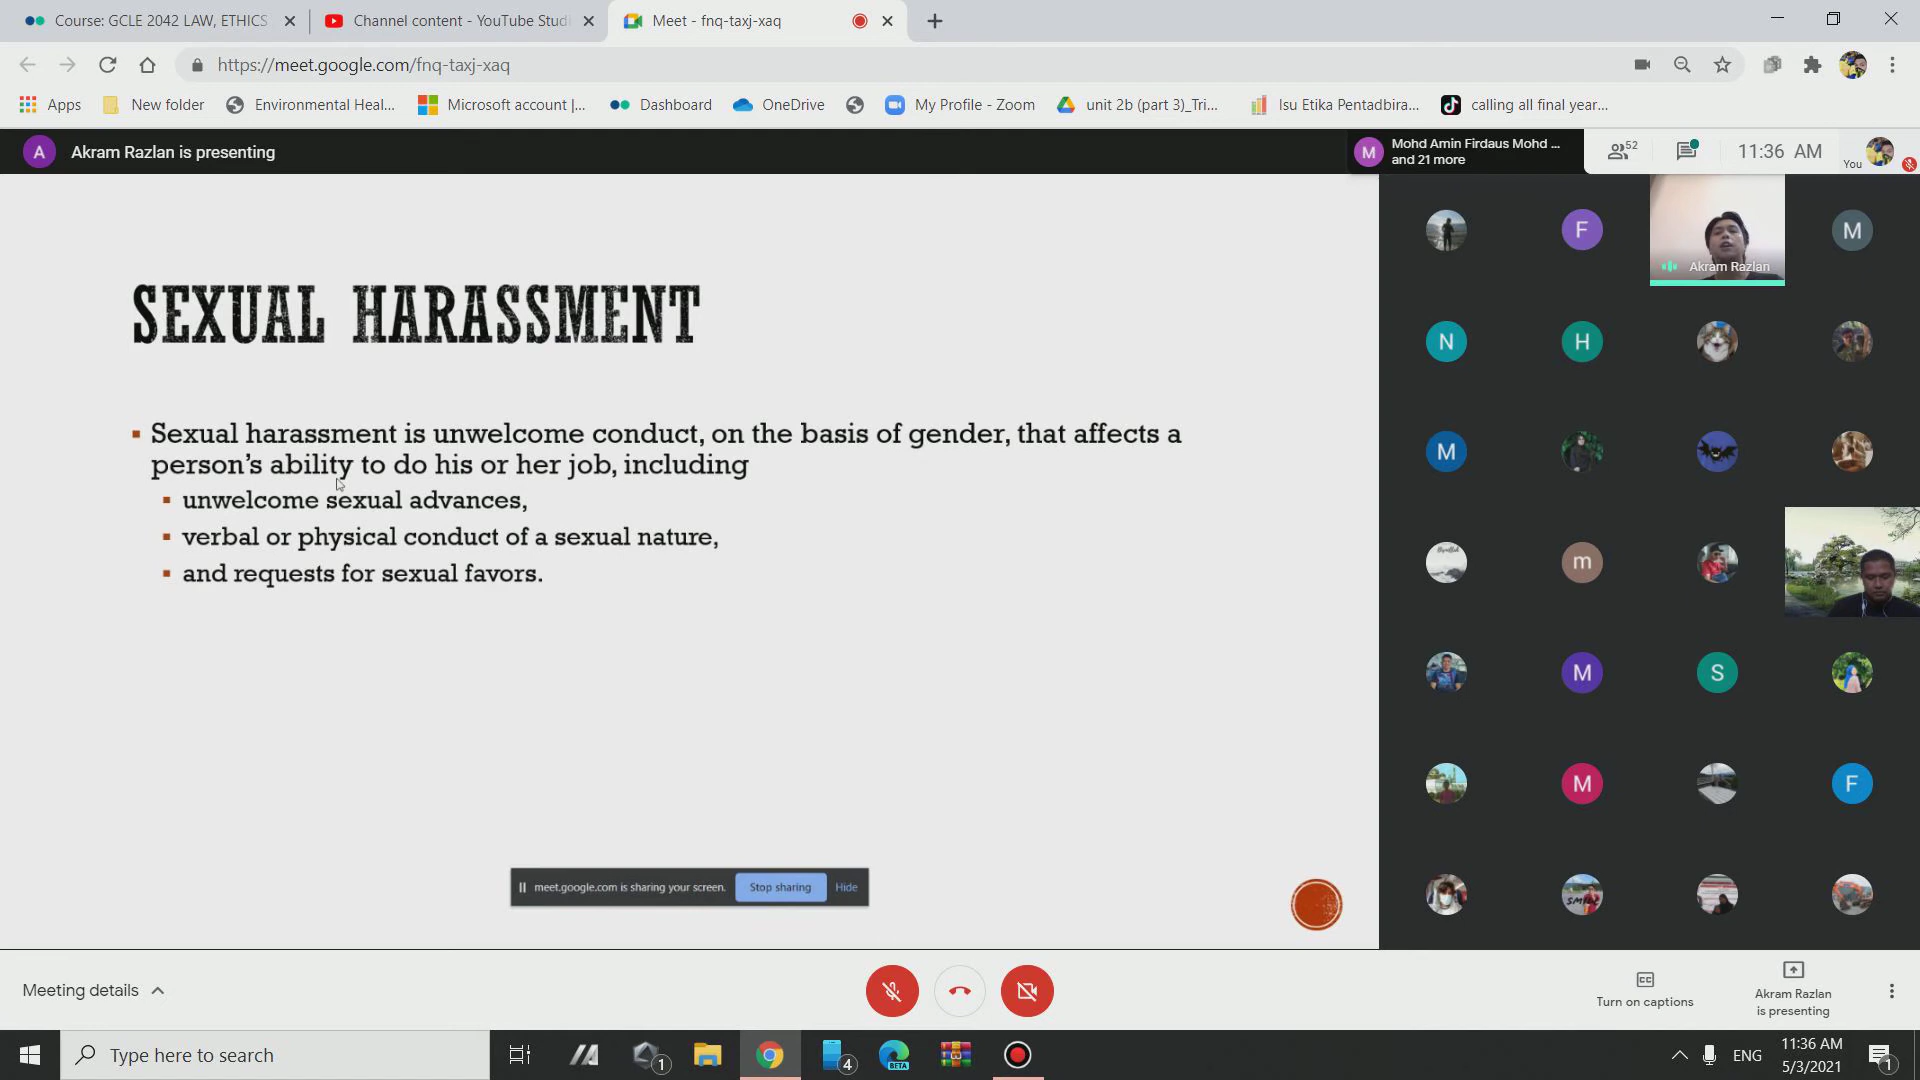 Course: GCLE 2042 LAW, ETHICS
Channel content - YouTube Studi
Meet - fnq-taxj-xaq
https://meet.google.com/fnq-taxj-xaq
Apps
New folder
Environmental Heal...
Microsoft account |...
Dashboard
OneDrive
My Profile - Zoom
unit 2b (part 3)_Tri...
Isu Etika Pentadbira...
calling all final year...
A
Akram Razlan is presenting
M
Mohd Amin Firdaus Mohd ...
and 21 more
52
11:36 AM
You
F
Akram Razlan
M
SEXUAL HARASSMENT
N
H
Sexual harassment is unwelcome conduct, on the basis of gender, that affects a
person's ability to do his or her job, including
unwelcome sexual advances,
verbal or physical conduct of a sexual nature,
and requests for sexual favors.
M
m
M
S
M
F
SMILE
meet.google.com is sharing your screen.
Stop sharing
Hide
Meeting details
Turn on captions
Akram Razlan
is presenting
Type here to search
1
4
BETA
ENG
11:36 AM
5/3/2021
1